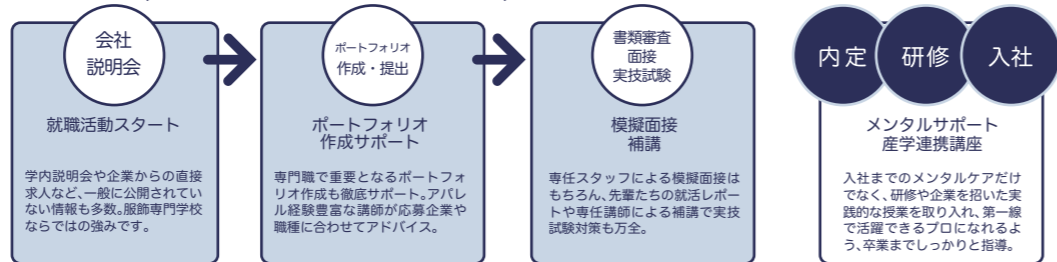 会社
説明会
就職活動スタート
学内説明会や企業からの直接
求人など、一般に公開されてい
ない情報も多数。服飾専門学校
ならではの強みです。
ポートフォリオ
作成・提出
ポートフォリオ
作成サポート
専門職で重要となるポートフォ
リオ作成も徹底サポート。アパレ
ル経験豊富な講師が応募企業や
職種に合わせてアドバイス。
書類審査
面接
実技試験
模擬面接
補講
専任スタッフによる模擬面接は
もちろん、先輩たちの就活レポー
トや専任講師による補講で実技
試験対策も万全。
内定
研修
入社
メンタルサポート
産学連携講座
入社までのメンタルケアだけ
でなく、研修や企業を招いた実
践的な授業を取り入れ、第一線
で活躍できるプロになれるよ
う、卒業までしっかりと指導。